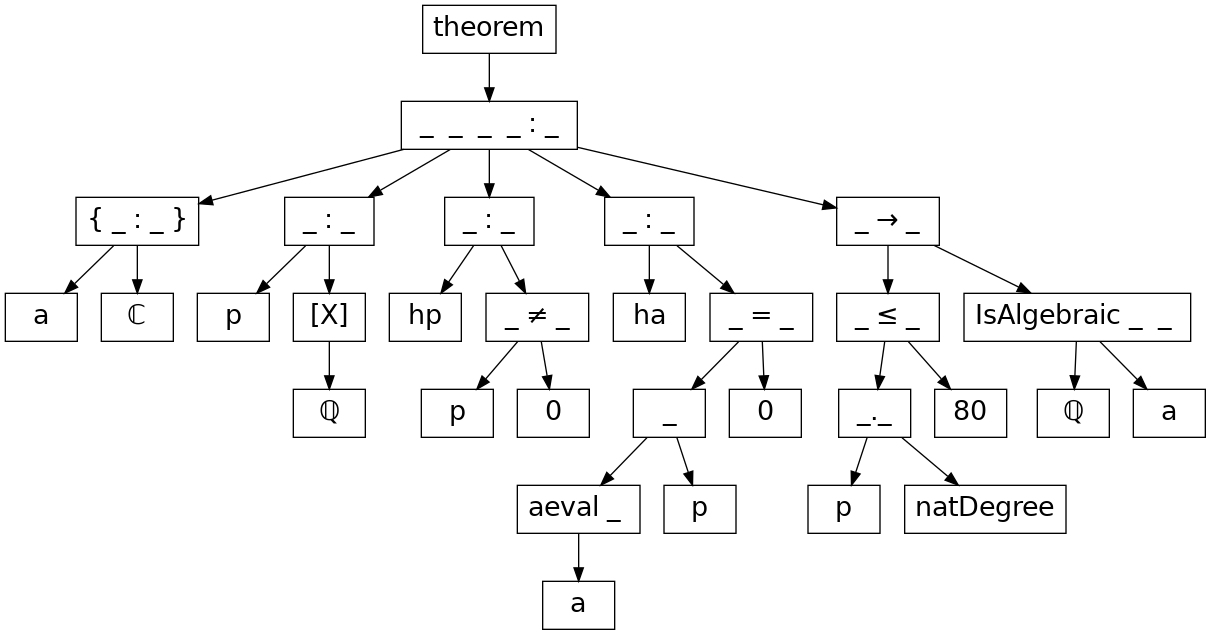 theorem
_ _ _ _ : _
{ _ : _ } _ : _ _ : _ _ : _ _ → _
a ℂ p [X] hp _ ≠ _ ha _ = _ _ ≤ _ IsAlgebraic _ _
ℚ p 0 _ 0 _._ 80 ℚ a
aeval _ p p natDegree
a